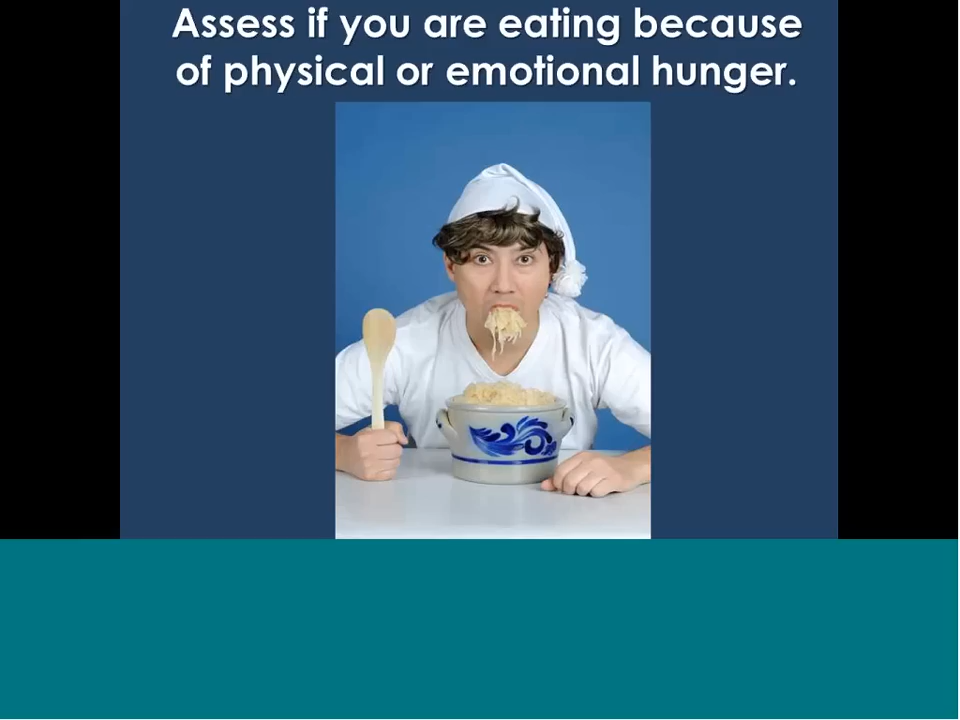 Assess if you are eating because
of physical or emotional hunger.